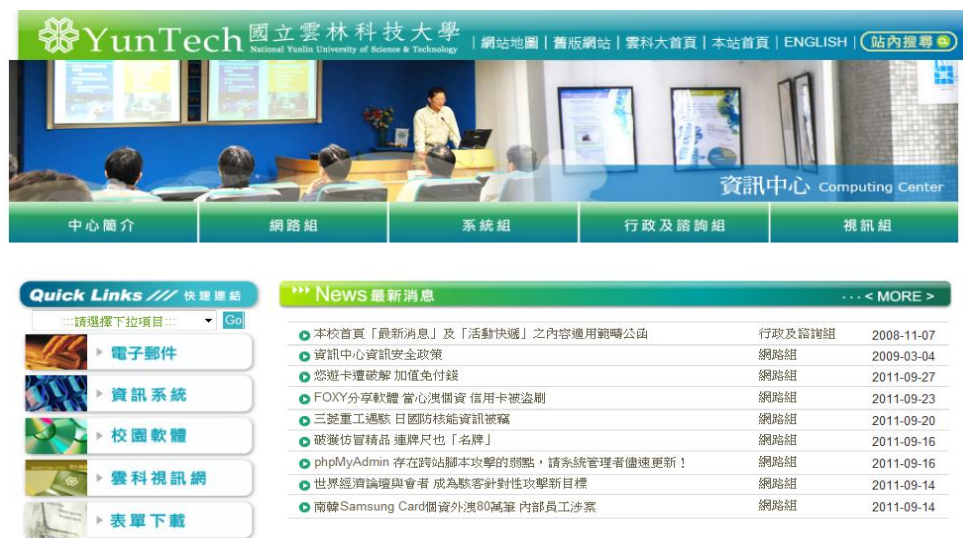 YunTech 國立雲林科技大學
National Yunlin University of Science & Technology
| 網站地圖 | 舊版網站 | 雲科大首頁 | 本站首頁 | ENGLISH | 站內搜尋
資訊中心 Computing Center
中心簡介 網路組 系統組 行政及諮詢組 視訊組
Quick Links /// 快速連結
:::請選擇下拉項目::: Go
電子郵件
資訊系統
校園軟體
雲科視訊網
表單下載
News 最新消息 ...< MORE >
本校首頁「最新消息」及「活動快遞」之內容適用範疇公函 行政及諮詢組 2008-11-07
資訊中心資訊安全政策 網路組 2009-03-04
悠遊卡遭破解 加值免付錢 網路組 2011-09-27
FOXY分享軟體 當心洩個資 信用卡被盜刷 網路組 2011-09-23
三菱重工遇駭 日國防核能資訊被竊 網路組 2011-09-20
破獲仿冒精品 連牌尺也「名牌」 網路組 2011-09-16
phpMyAdmin 存在跨站腳本攻擊的弱點，請系統管理者儘速更新！ 網路組 2011-09-16
世界經濟論壇與會者 成為駭客針對性攻擊新目標 網路組 2011-09-14
南韓Samsung Card個資外洩80萬筆 內部員工涉案 網路組 2011-09-14